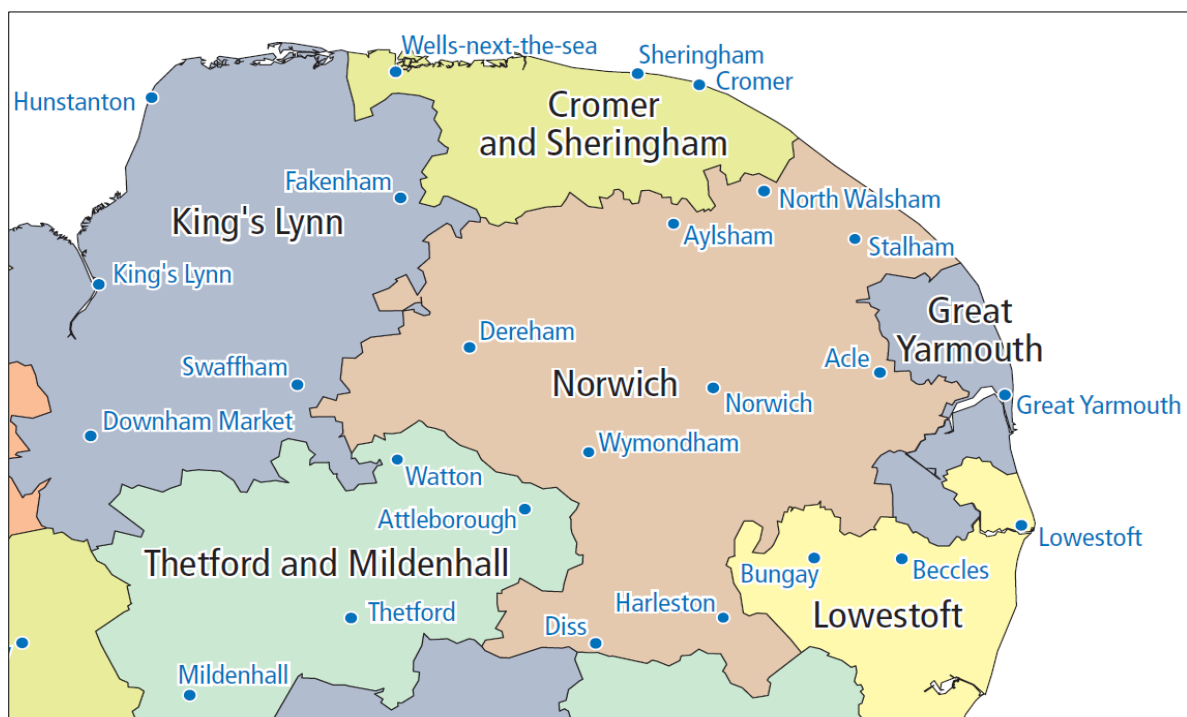 Wells-next-the-sea
Sheringham
Cromer
Hunstanton
Cromer
and Sheringham
Fakenham
North Walsham
King's Lynn
Aylsham
Stalham
King's Lynn
Great
Yarmouth
Dereham
Swaffham
Acle
Norwich
Norwich
Great Yarmouth
Downham Market
Wymondham
Watton
Attleborough
Lowestoft
Thetford and Mildenhall
Bungay
Beccles
Thetford
Harleston
Lowestoft
Diss
Mildenhall